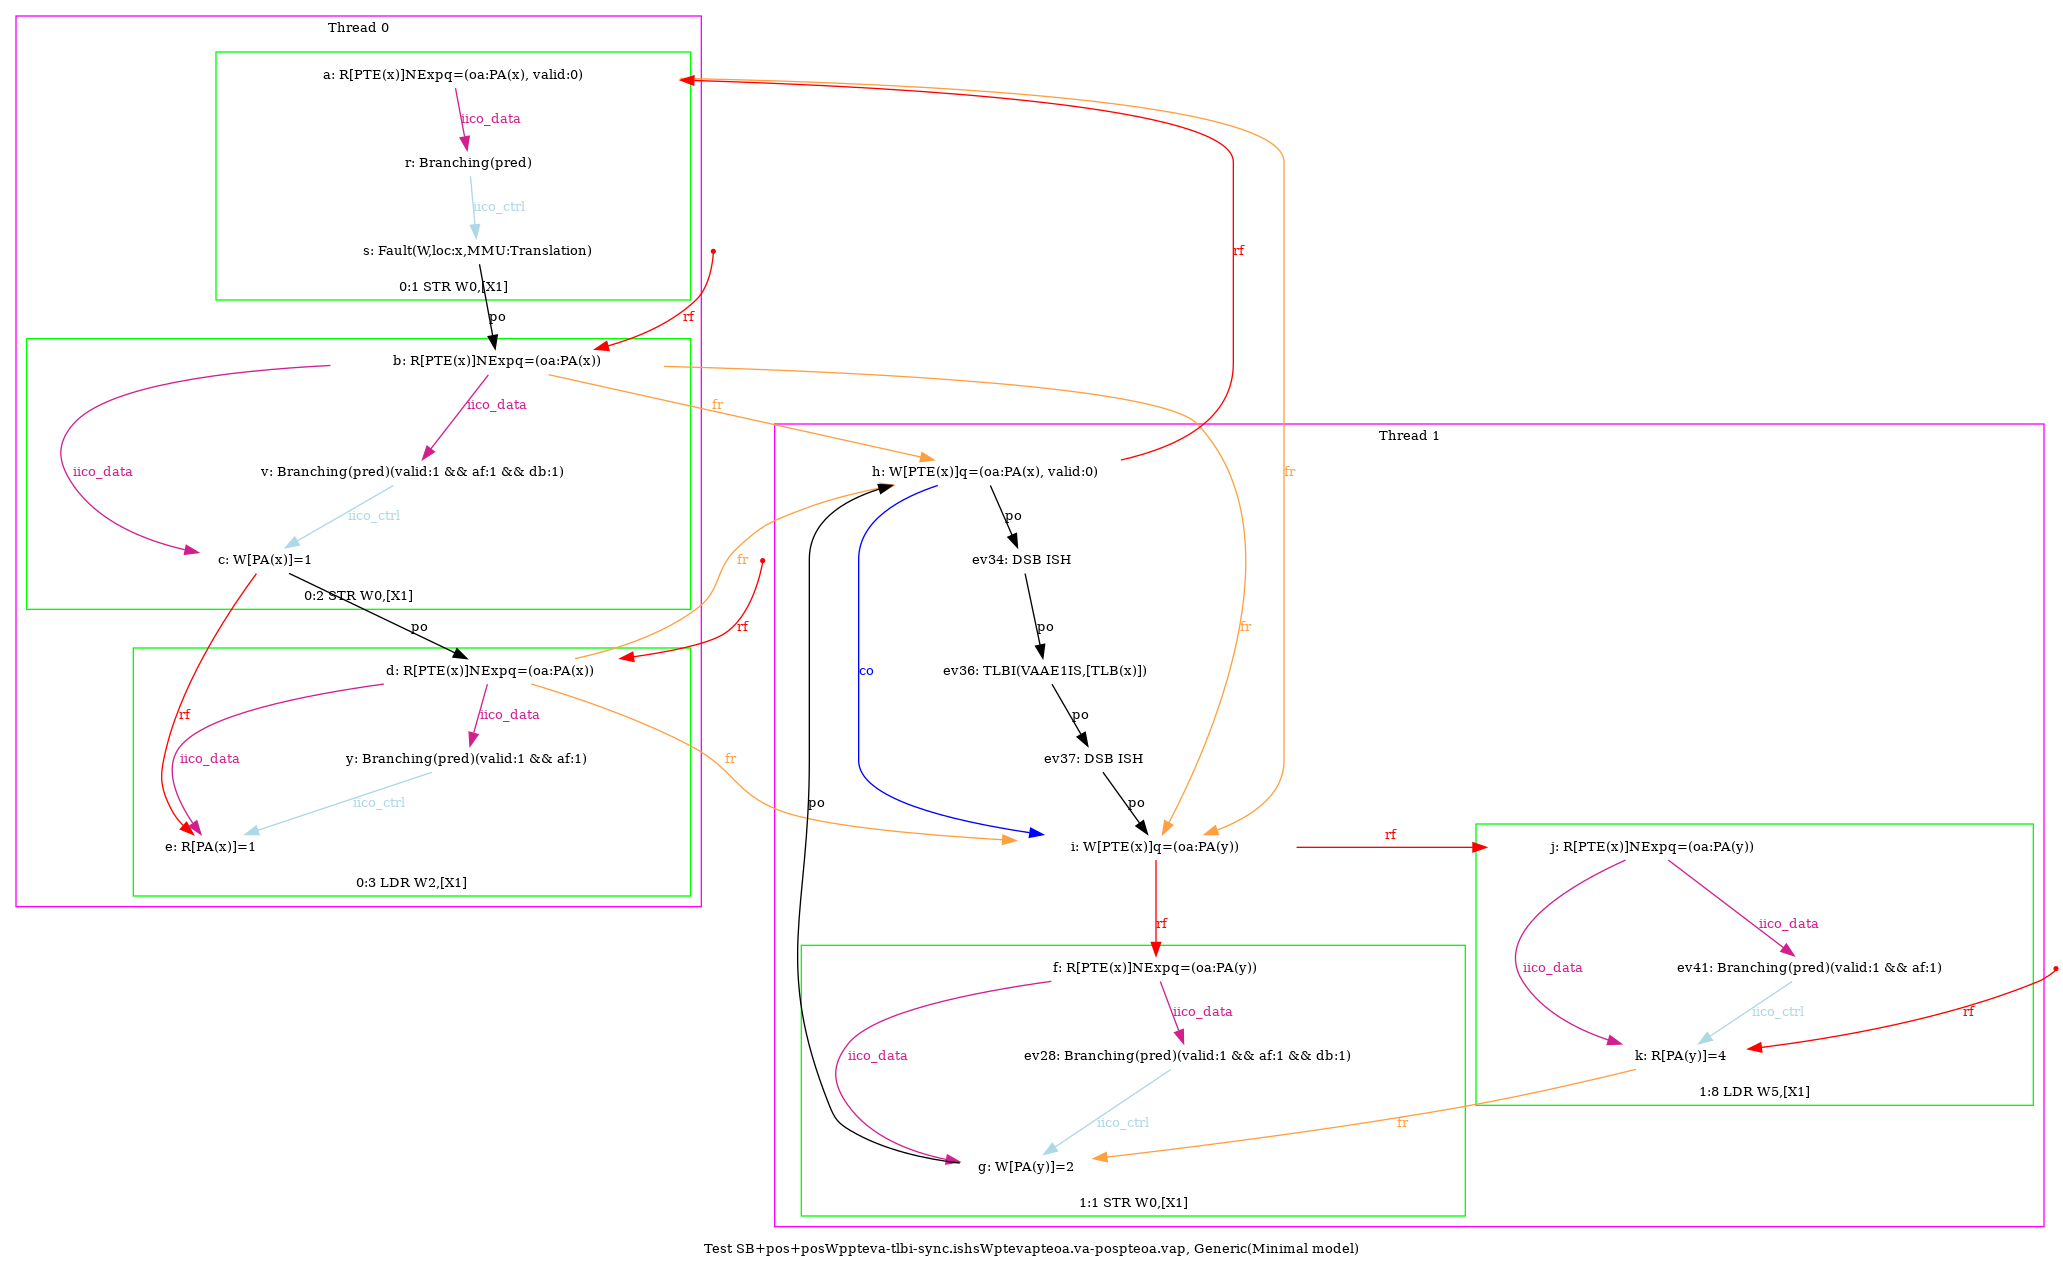 Thread 0
a: R[PTE(x)]NExpq=(oa:PA(x), valid:0)
iico_data
r: Branching(pred)
iico_ctrl
s: Fault(W,loc:x,MMU:Translation)
rf
0:1 STR W0,[X1]
po
rf
b: R[PTE(x)]NExpq=(oa:PA(x))
iico_data
fr
Thread 1
iico_data
v: Branching(pred)(valid:1 && af:1 && db:1)
h: W[PTE(x)]q=(oa:PA(x), valid:0)
fr
iico_ctrl
po
c: W[PA(x)]=1
fr
ev34: DSB ISH
0:2 STR W0,[X1]
po
rf
po
fr
d: R[PTE(x)]NExpq=(oa:PA(x))
co
ev36: TLBI(VAAE1IS,[TLB(x)])
rf
iico_data
po
iico_data
y: Branching(pred)(valid:1 && af:1)
fr
ev37: DSB ISH
iico_ctrl
po
po
rf
e: R[PA(x)]=1
i: W[PTE(x)]q=(oa:PA(y))
j: R[PTE(x)]NExpq=(oa:PA(y))
0:3 LDR W2,[X1]
rf
iico_data
f: R[PTE(x)]NExpq=(oa:PA(y))
iico_data
ev41: Branching(pred)(valid:1 && af:1)
iico_data
iico_ctrl
rf
iico_data
ev28: Branching(pred)(valid:1 && af:1 && db:1)
k: R[PA(y)]=4
1:8 LDR W5,[X1]
iico_ctrl
fr
g: W[PA(y)]=2
1:1 STR W0,[X1]
Test SB+pos+posWppteva-tlbi-sync.ishsWptevapteoa.va-pospteoa.vap, Generic(Minimal model)